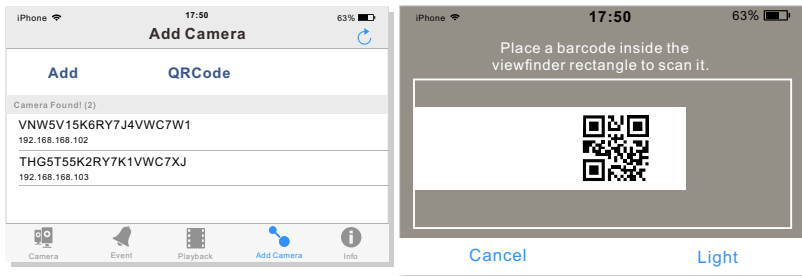 iPhone 17:50 63%
Add Camera
Add QRCode
Camera Found! (2)
VNW5V15K6RY7J4VWC7W1
192.168.168.102
THG5T55K2RY7K1VWC7XJ
192.168.168.103
Camera Event Playback Add Camera Info
iPhone 17:50 63%
Place a barcode inside the
viewfinder rectangle to scan it.
Cancel Light